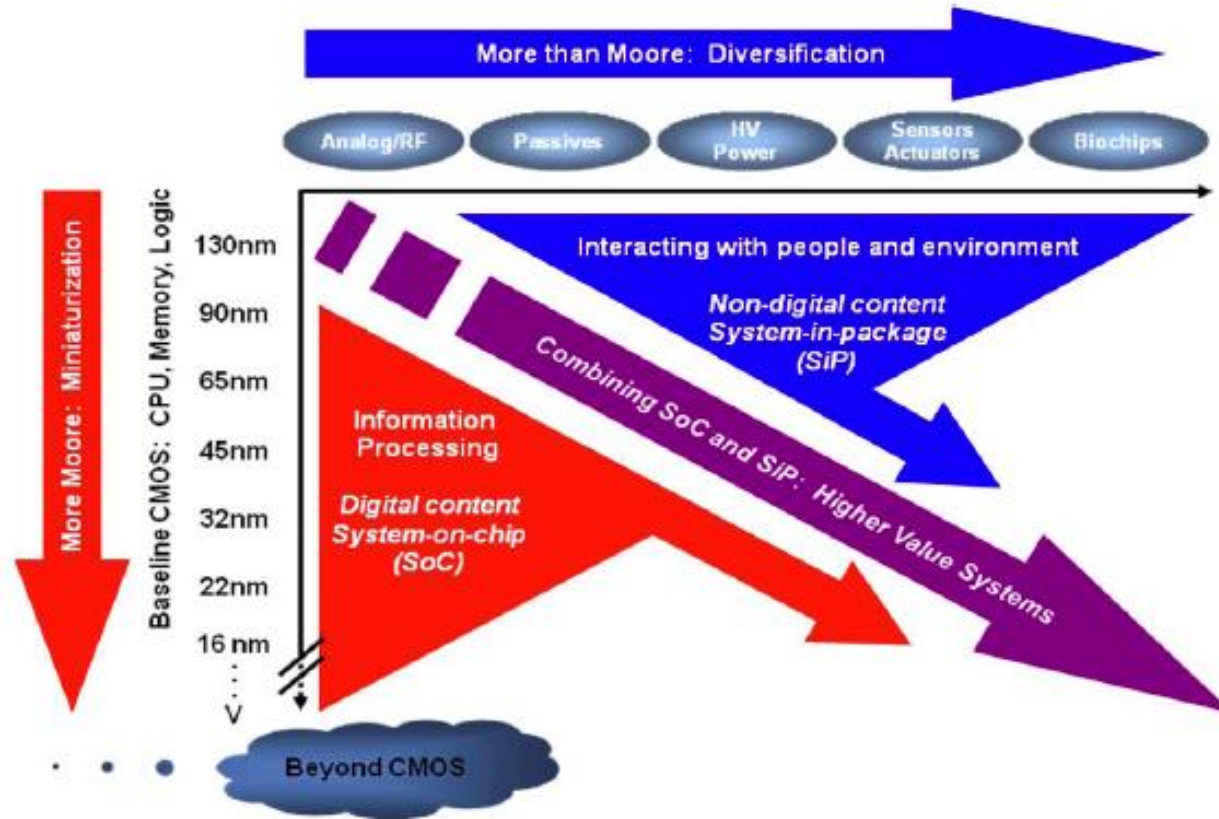 More than Moore: Diversification
Analog/RF
Passives
HV
Power
Sensors
Actuators
Biochips
More Moore: Miniaturization
Baseline CMOS: CPU, Memory, Logic
130nm
90nm
65nm
45nm
32nm
22nm
16 nm
V
Interacting with people and environment
Non-digital content
System-in-package
(SiP)
Combining SoC and SiP: Higher Value Systems
Information
Processing
Digital content
System-on-chip
(SoC)
Beyond CMOS